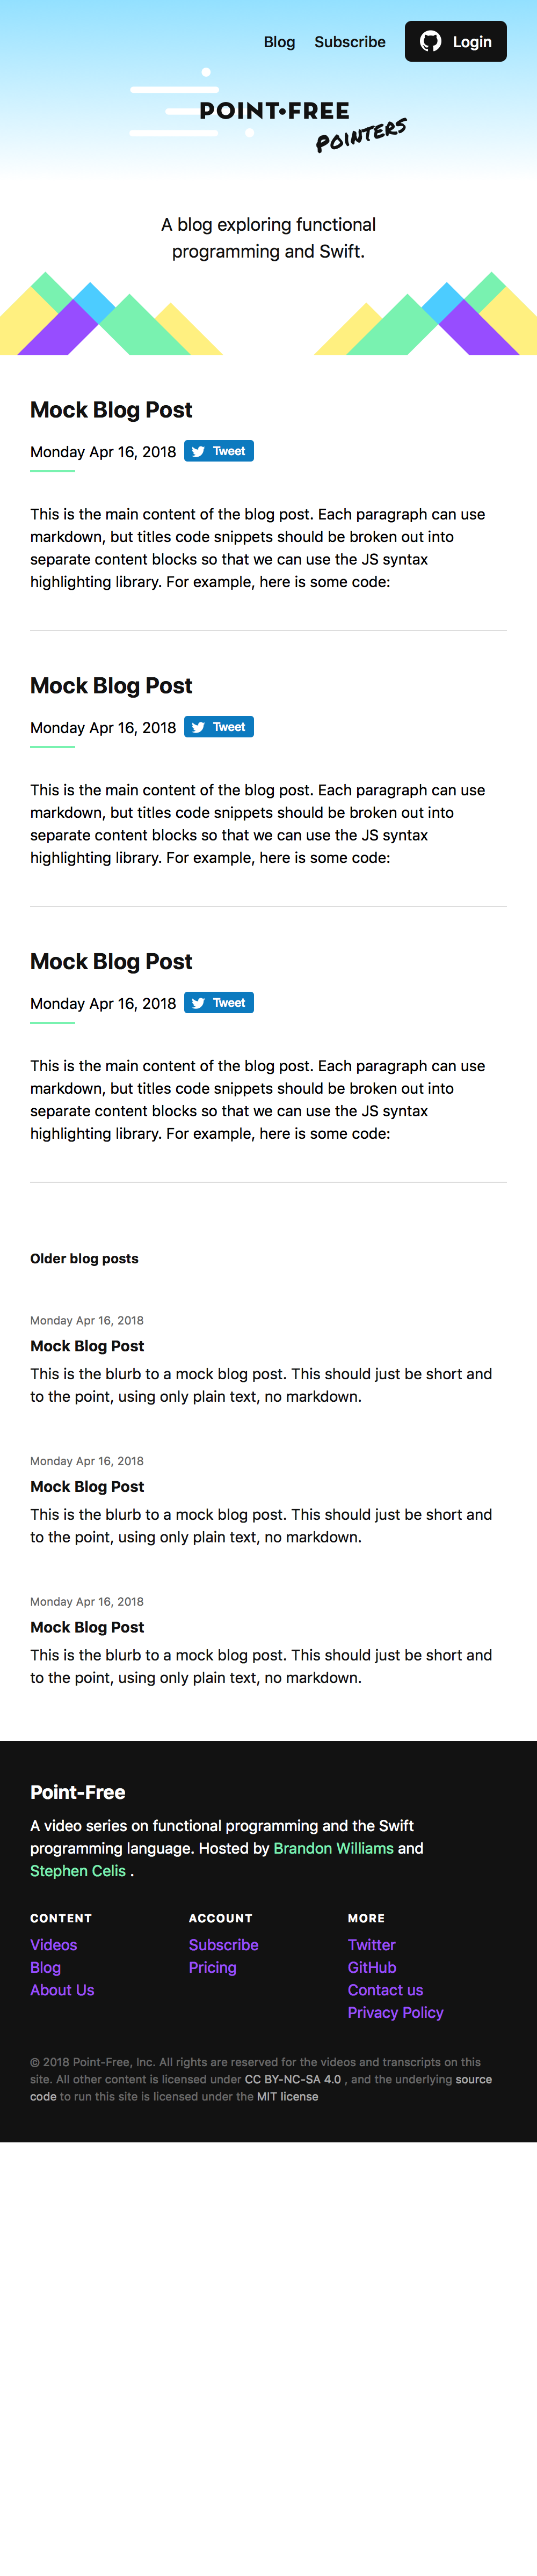 Blog Subscribe Login
POINT•FREE
POINTERS
A blog exploring functional
programming and Swift.
Mock Blog Post
Monday Apr 16, 2018 Tweet
This is the main content of the blog post. Each paragraph can use
markdown, but titles code snippets should be broken out into
separate content blocks so that we can use the JS syntax
highlighting library. For example, here is some code:
Mock Blog Post
Monday Apr 16, 2018 Tweet
This is the main content of the blog post. Each paragraph can use
markdown, but titles code snippets should be broken out into
separate content blocks so that we can use the JS syntax
highlighting library. For example, here is some code:
Mock Blog Post
Monday Apr 16, 2018 Tweet
This is the main content of the blog post. Each paragraph can use
markdown, but titles code snippets should be broken out into
separate content blocks so that we can use the JS syntax
highlighting library. For example, here is some code:
Older blog posts
Monday Apr 16, 2018
Mock Blog Post
This is the blurb to a mock blog post. This should just be short and
to the point, using only plain text, no markdown.
Monday Apr 16, 2018
Mock Blog Post
This is the blurb to a mock blog post. This should just be short and
to the point, using only plain text, no markdown.
Monday Apr 16, 2018
Mock Blog Post
This is the blurb to a mock blog post. This should just be short and
to the point, using only plain text, no markdown.
Point-Free
A video series on functional programming and the Swift
programming language. Hosted by Brandon Williams and
Stephen Celis .
CONTENT
Videos
Blog
About Us
ACCOUNT
Subscribe
Pricing
MORE
Twitter
GitHub
Contact us
Privacy Policy
© 2018 Point-Free, Inc. All rights are reserved for the videos and transcripts on this
site. All other content is licensed under CC BY-NC-SA 4.0 , and the underlying source
code to run this site is licensed under the MIT license